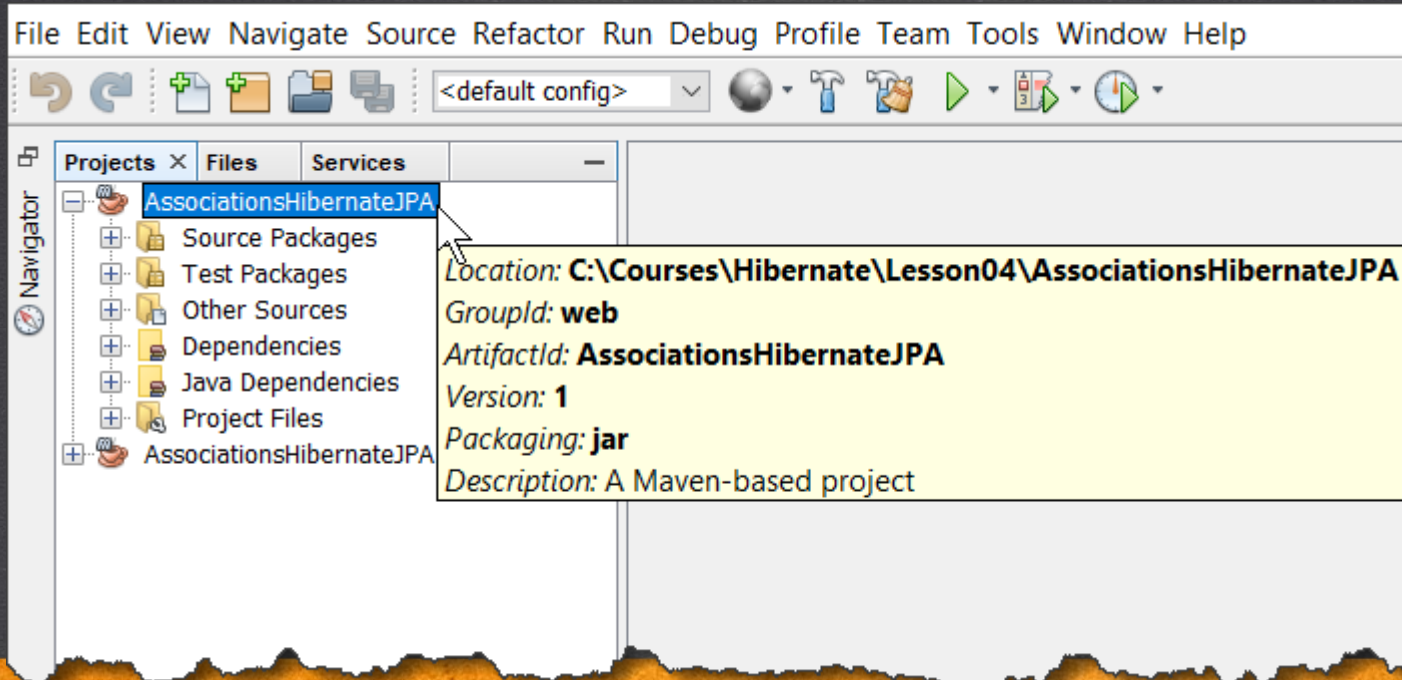 File Edit View Navigate Source Refactor Run Debug Profile Team Tools Window Help
<default config>
Projects Files Services
Navigator
AssociationsHibernateJPA
Source Packages
Test Packages
Other Sources
Dependencies
Java Dependencies
Project Files
AssociationsHibernateJPA
Location: C:\Courses\Hibernate\Lesson04\AssociationsHibernateJPA
GroupId: web
ArtifactId: AssociationsHibernateJPA
Version: 1
Packaging: jar
Description: A Maven-based project